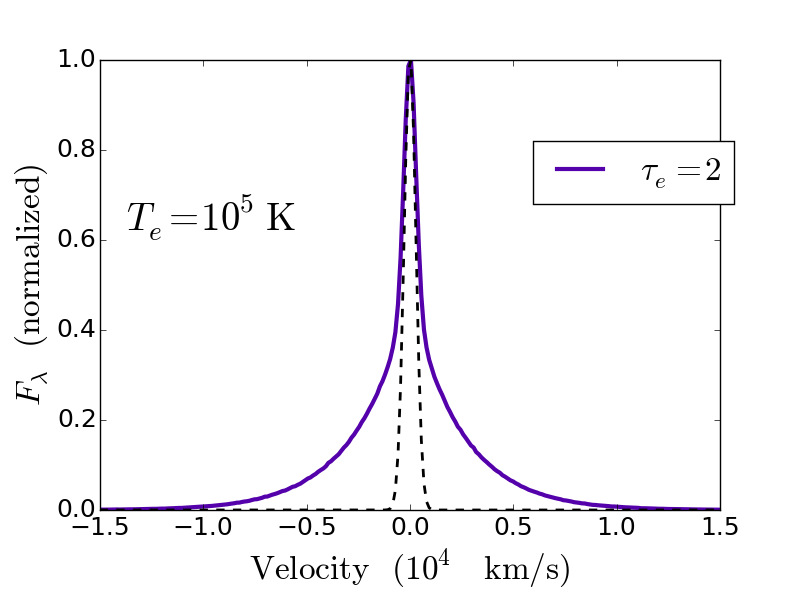 1.0
0.8
0.6
0.4
0.2
0.0
F_λ (normalized)
T_e = 10^5 K
τ_e = 2
−1.5 −1.0 −0.5 0.0 0.5 1.0 1.5
Velocity (10^4 km/s)